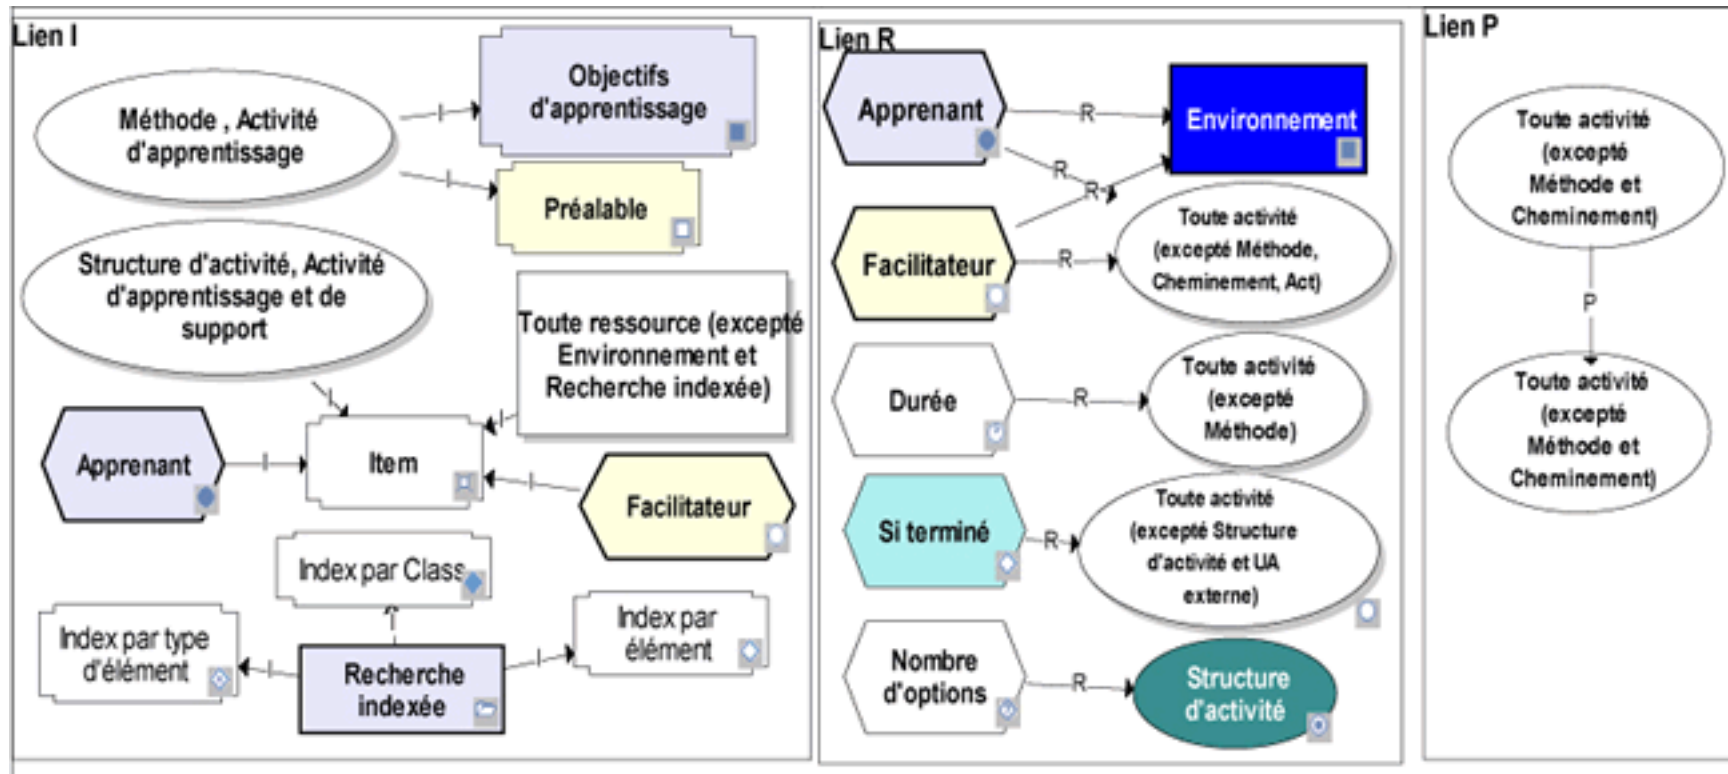 Lien I
Méthode , Activité
d'apprentissage
I
Objectifs
d'apprentissage
I
Préalable
Structure d'activité, Activité
d'apprentissage et de
support
I
Toute ressource (excepté
Environnement et
Recherche indexée)
I
Apprenant
I
Item
I
Facilitateur
Index par Class
I
Index par type
d'élément
I
Recherche
indexée
I
Index par
élément
Lien R
Apprenant
R
Environnement
R
R
Facilitateur
R
Toute activité
(excepté Méthode,
Cheminement, Act)
Durée
R
Toute activité
(excepté
Méthode)
Si terminé
R
Toute activité
(excepté Structure
d'activité et UA
externe)
Nombre
d'options
R
Structure
d'activité
Lien P
Toute activité
(excepté
Méthode et
Cheminement)
P
Toute activité
(excepté
Méthode et
Cheminement)